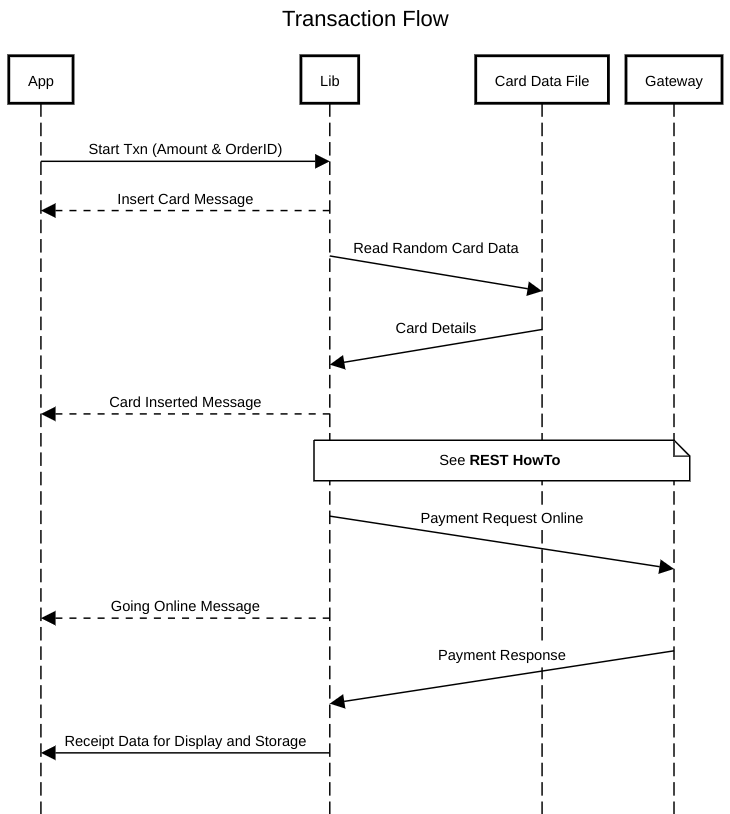 Transaction Flow
App
Lib
Card Data File
Gateway
Start Txn (Amount & OrderID)
Insert Card Message
Read Random Card Data
Card Details
Card Inserted Message
See REST HowTo
Payment Request Online
Going Online Message
Payment Response
Receipt Data for Display and Storage